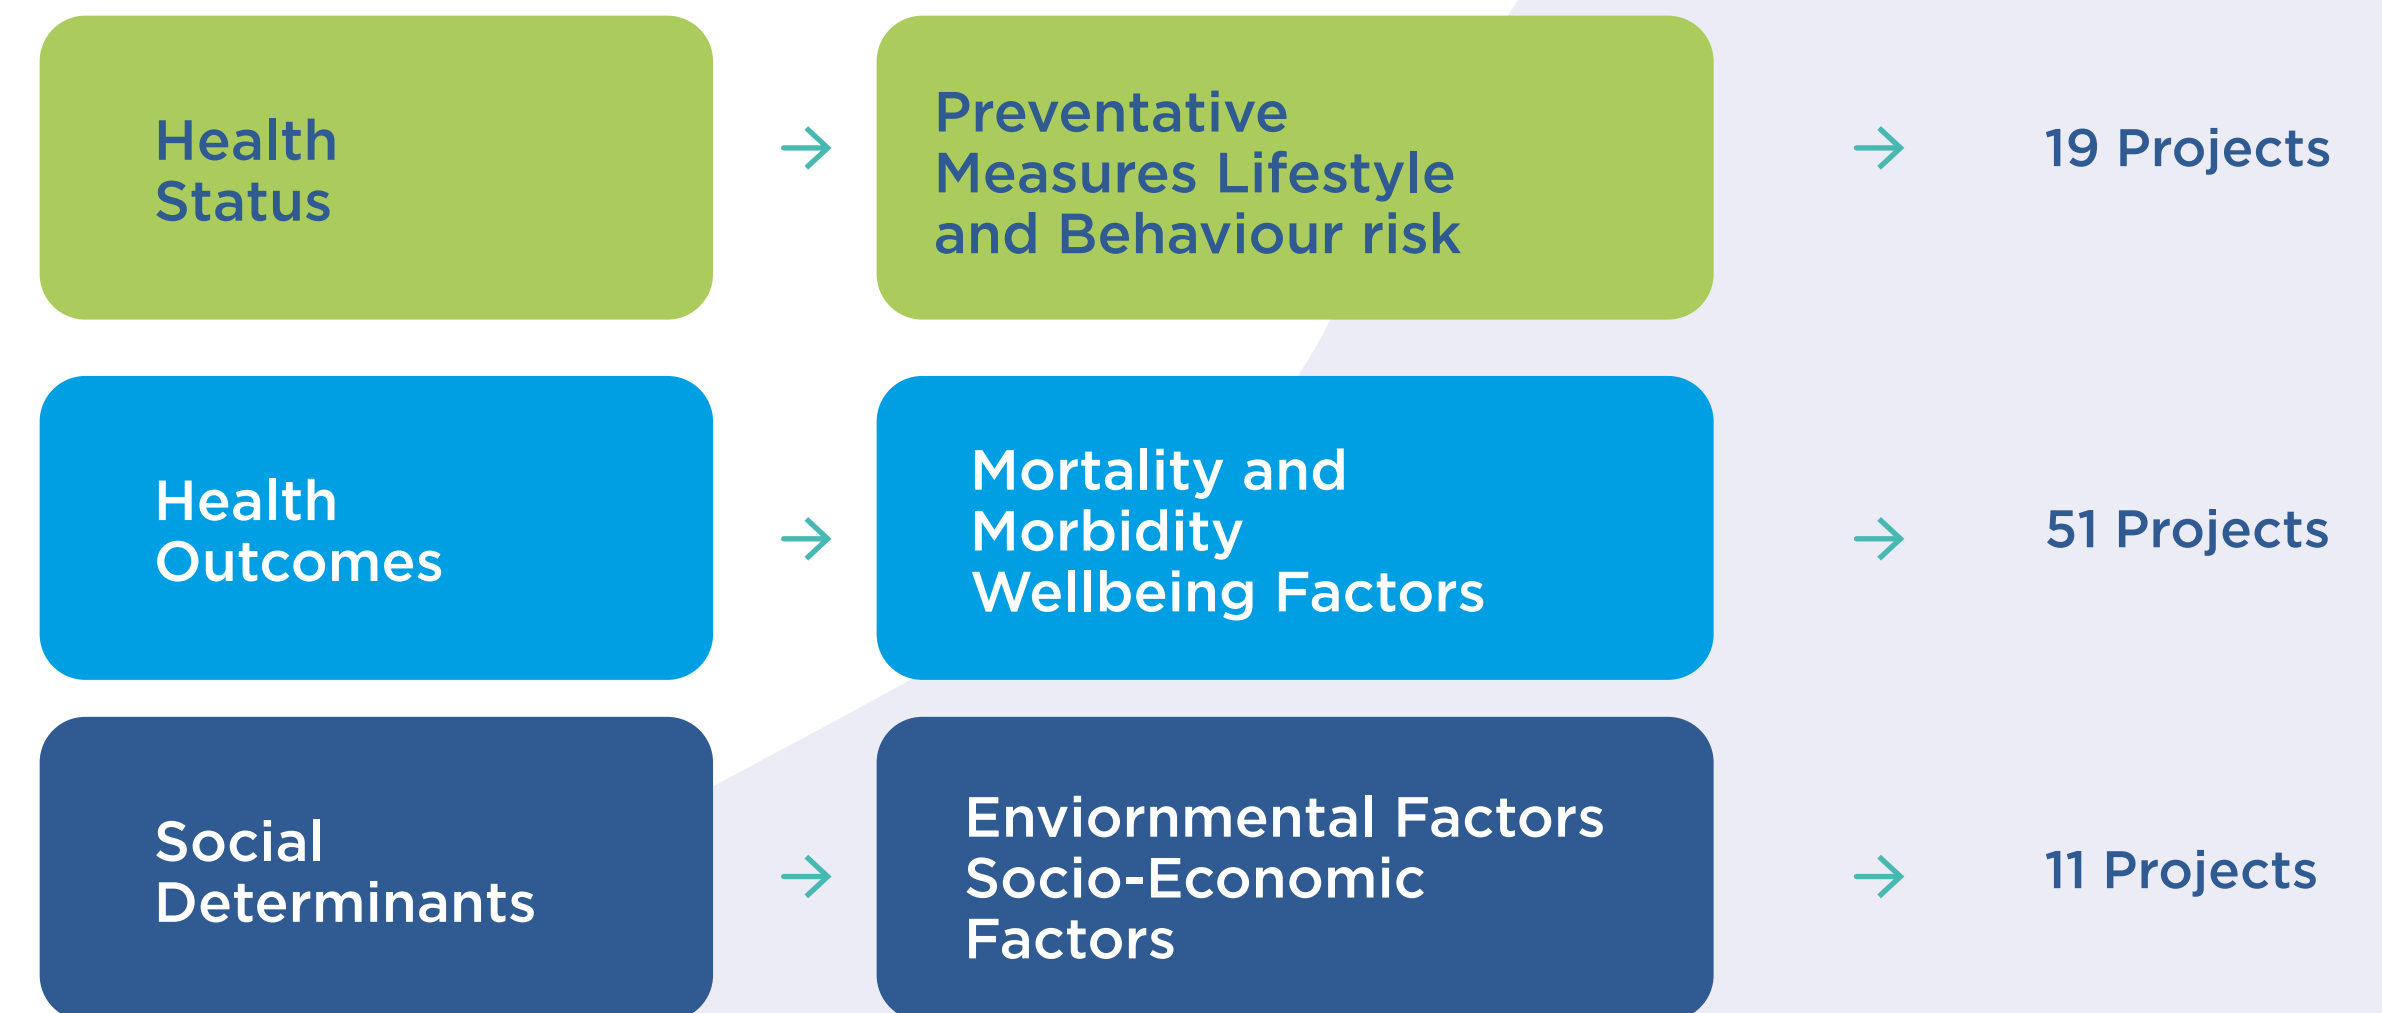 Health
Status
Preventative
Measures Lifestyle
and Behaviour risk
19 Projects
Health
Outcomes
Mortality and
Morbidity
Wellbeing Factors
51 Projects
Social
Determinants
Enviornmental Factors
Socio-Economic
Factors
11 Projects